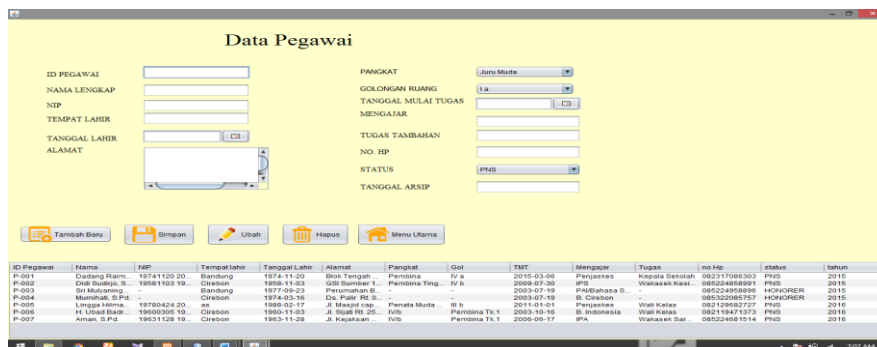 Data Pegawai
ID PEGAWAI
NAMA LENGKAP
NIP
TEMPAT LAHIR
TANGGAL LAHIR
ALAMAT
PANGKAT Juru Muda
GOLONGAN RUANG I a
TANGGAL MULAI TUGAS
MENGAJAR
TUGAS TAMBAHAN
NO. HP
STATUS PNS
TANGGAL ARSIP
Tambah Baru Simpan Ubah Hapus Menu Utama
ID Pegawai Nama NIP Tempat lahir Tanggal Lahir Alamat Pangkat Gol TMT Mengajar Tugas no Hp status tahun
P-001 Dadang Raim... 19741120 20... Bandung 1974-11-20 Blok Tengah ... Pembina IV a 2015-03-06 Penjaskes Kepala Sekolah 082317086303 PNS 2015
P-002 Didi Sudirjo, S... 19581103 19... Cirebon 1958-11-03 GSI Sumber 1... Pembina Ting... IV b 2009-07-30 IPS Wakasek Kesi... 085224958991 PNS 2015
P-003 Sri Mulyaning... - Bandung 1977-09-23 Perumahan B... - - 2003-07-19 PAI/Bahasa S... - 085224958896 HONORER 2015
P-004 Murnihati, S.Pd. - Cirebon 1974-03-16 Ds. Palir Rt. 0... - - 2003-07-19 B. Cirebon - 085322085757 HONORER 2015
P-005 Lingga Hilma... 19780424 20... as 1988-02-17 Jl. Masjid cap... Penata Muda ... III b 2011-01-01 Penjaskes Wali Kelas 082129682727 PNS 2016
P-006 H. Ubad Badr... 19600305 19... Cirebon 1960-11-03 Jl. Sijati Rt. 25... IV/b Pembina Tk.1 2003-10-16 B. Indonesia Wali Kelas 082119471373 PNS 2016
P-007 Aman, S.Pd. 19631128 19... Cirebon 1963-11-28 Jl. Kejaksan ... IV/b Pembina Tk.1 2006-06-17 IPA Wakasek Sar... 085224681514 PNS 2016
7:07 AM